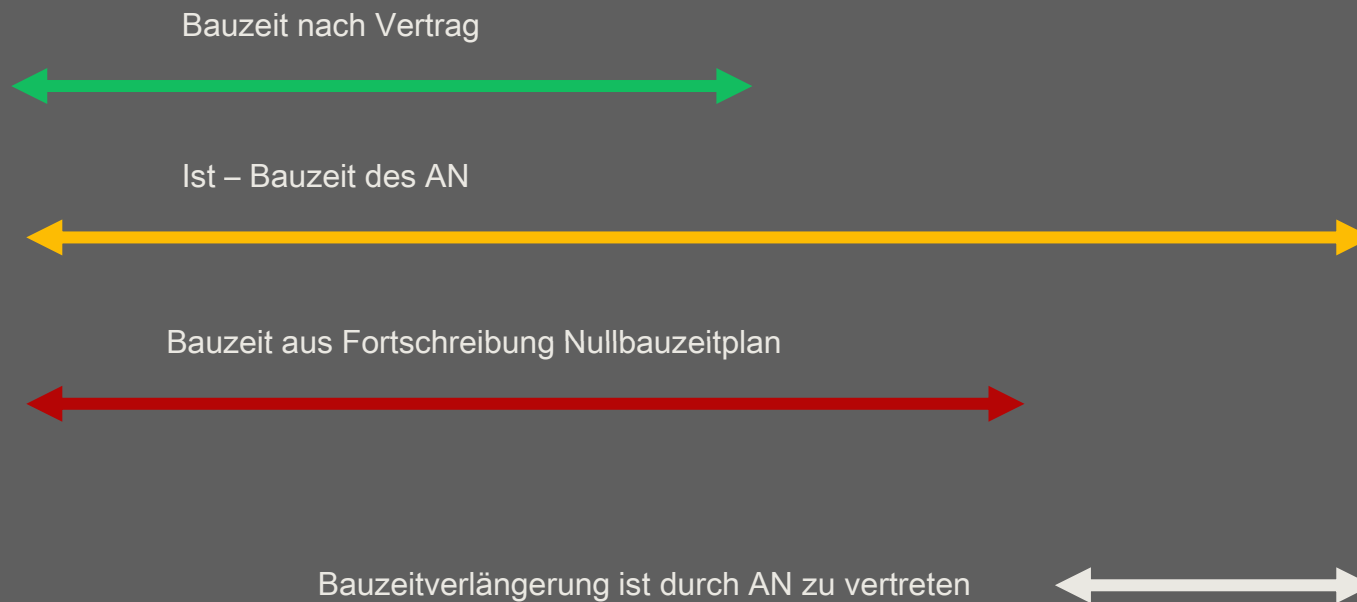 Bauzeit nach Vertrag
Ist – Bauzeit des AN
Bauzeit aus Fortschreibung Nullbauzeitplan
Bauzeitverlängerung ist durch AN zu vertreten